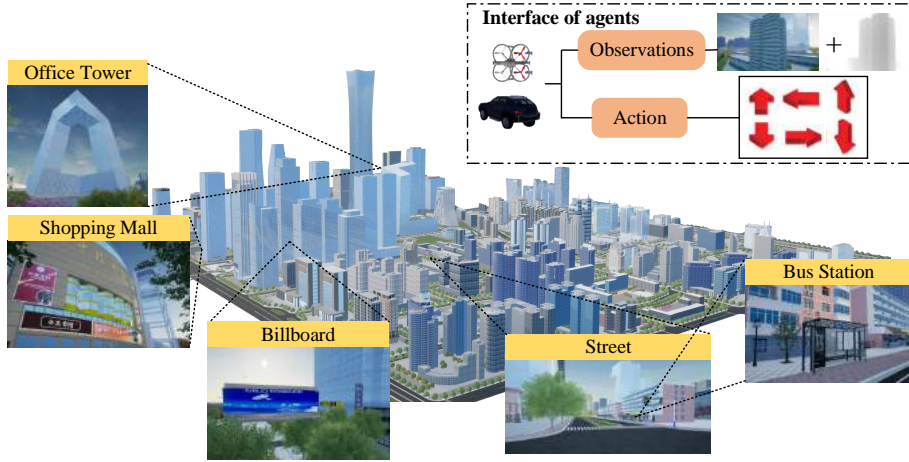 Interface of agents
Observations
+
Action
Office Tower
Shopping Mall
Billboard
Street
Bus Station